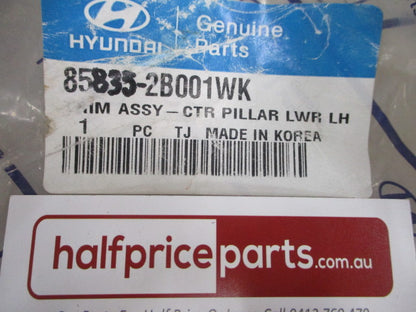 HYUNDAI
Genuine
Parts
85835-2B001WK
IM ASSY-CTR PILLAR LWR LH
1 PC TJ MADE IN KOREA
halfpriceparts.com.au